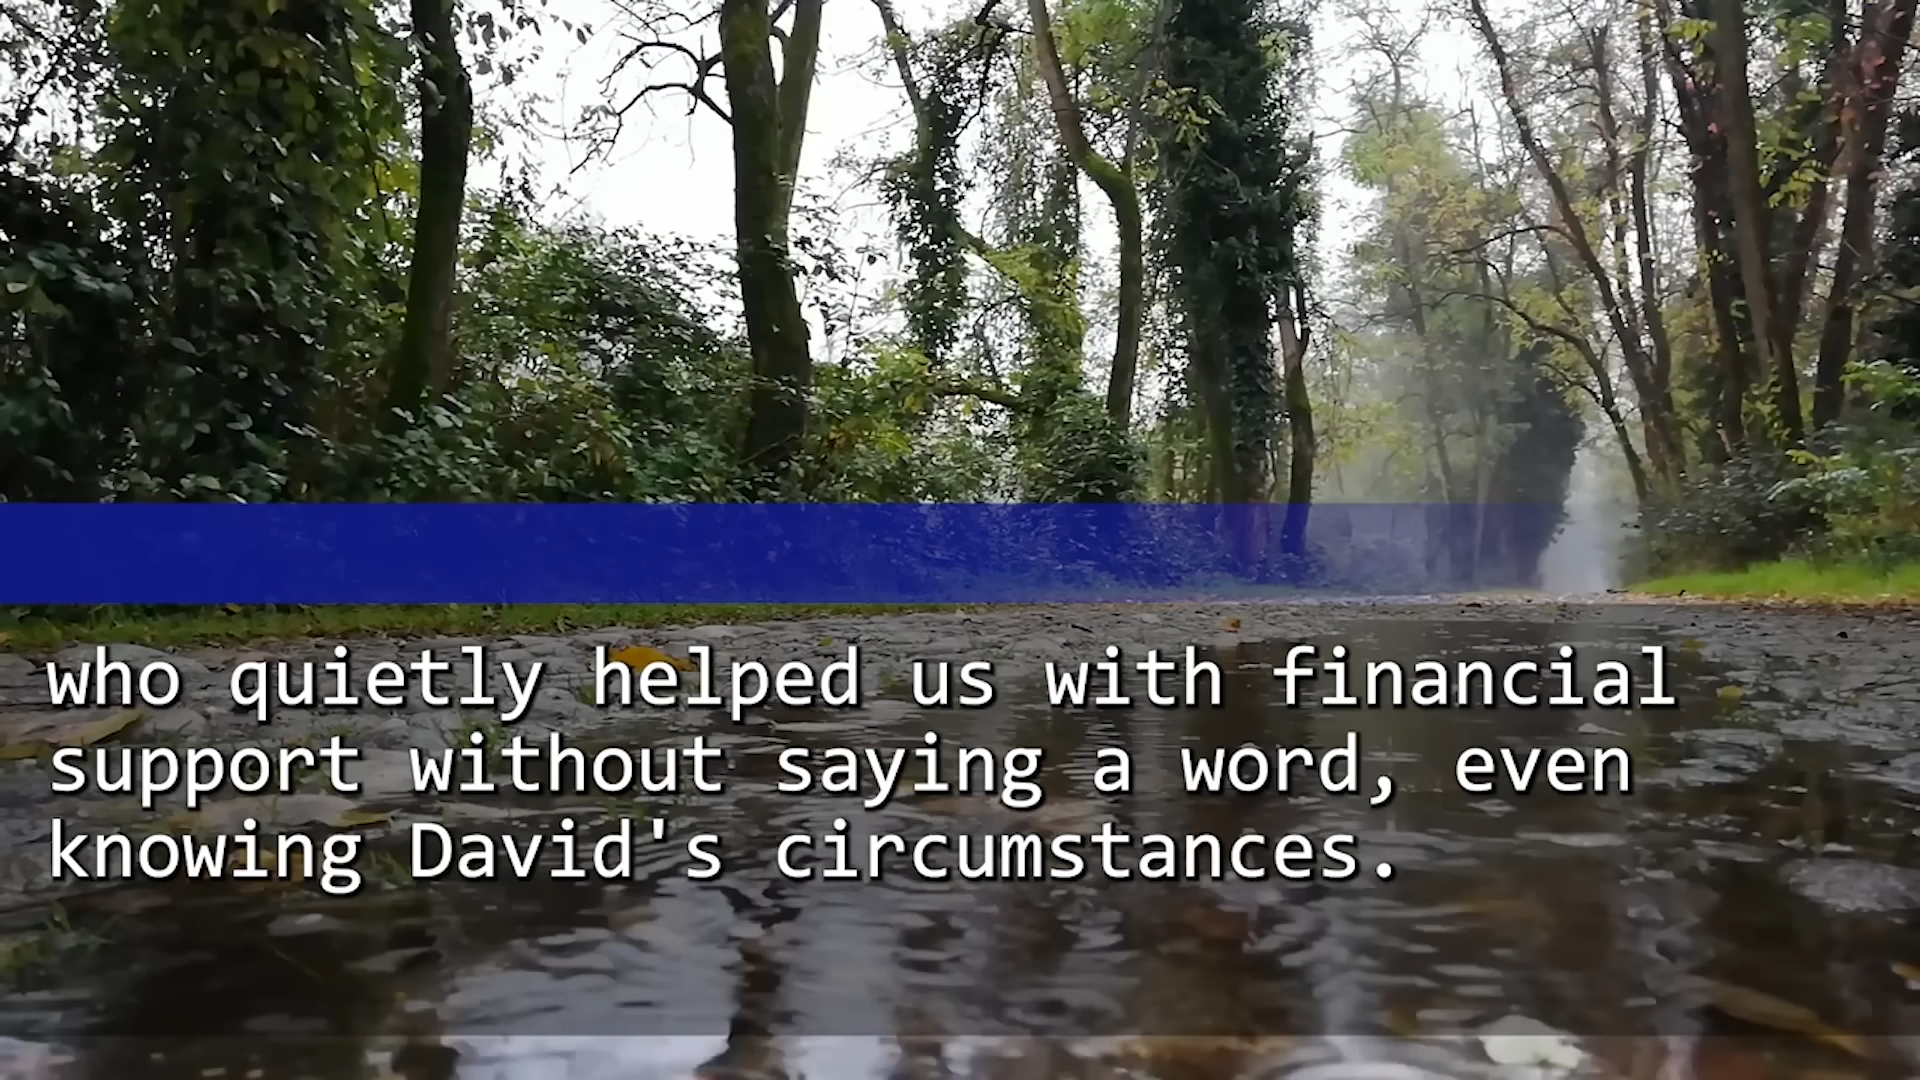 who quietly helped us with financial
support without saying a word, even
knowing David's circumstances.